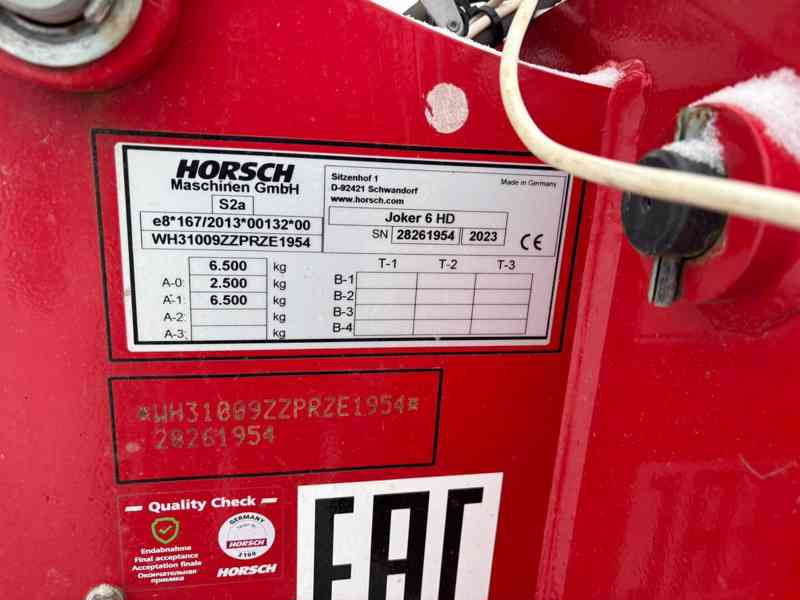 HORSCH
Maschinen GmbH
Sitzenhof 1
D-92421 Schwandorf
www.horsch.com
Made in Germany
S2a
Joker 6 HD
e8*167/2013*00132*00
SN 28261954 2023 CE
WH31009ZZPRZE1954
T-1 T-2 T-3
6.500 kg
A-0: 2.500 kg
A-1: 6.500 kg
A-2: kg
A-3: kg
B-1
B-2
B-3
B-4
*WH31009ZZPRZE1954*
28261954
Quality Check
Endabnahme
Final acceptance
Acceptation finale
Окончательная
приемка
GERMANY
HORSCH
HORSCH
EAC